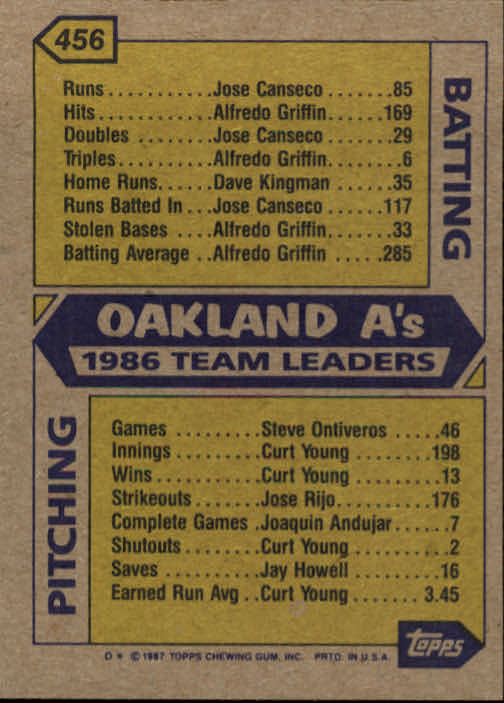 456
BATTING
Runs...........Jose Canseco.......85
Hits............Alfredo Griffin......169
Doubles ........Jose Canseco.......29
Triples..........Alfredo Griffin.........6
Home Runs......Dave Kingman ......35
Runs Batted In...Jose Canseco ......117
Stolen Bases ....Alfredo Griffin.......33
Batting Average ..Alfredo Griffin .....285
OAKLAND A's
1986 TEAM LEADERS
PITCHING
Games .........Steve Ontiveros .....46
Innings .........Curt Young .......198
Wins...........Curt Young ........13
Strikeouts.......Jose Rijo..........176
Complete Games .Joaquin Andujar......7
Shutouts........Curt Young .........2
Saves ..........Jay Howell ........16
Earned Run Avg ..Curt Young ....... 3.45
topps
D * © 1987 TOPPS CHEWING GUM, INC. PRTD. IN U.S.A.